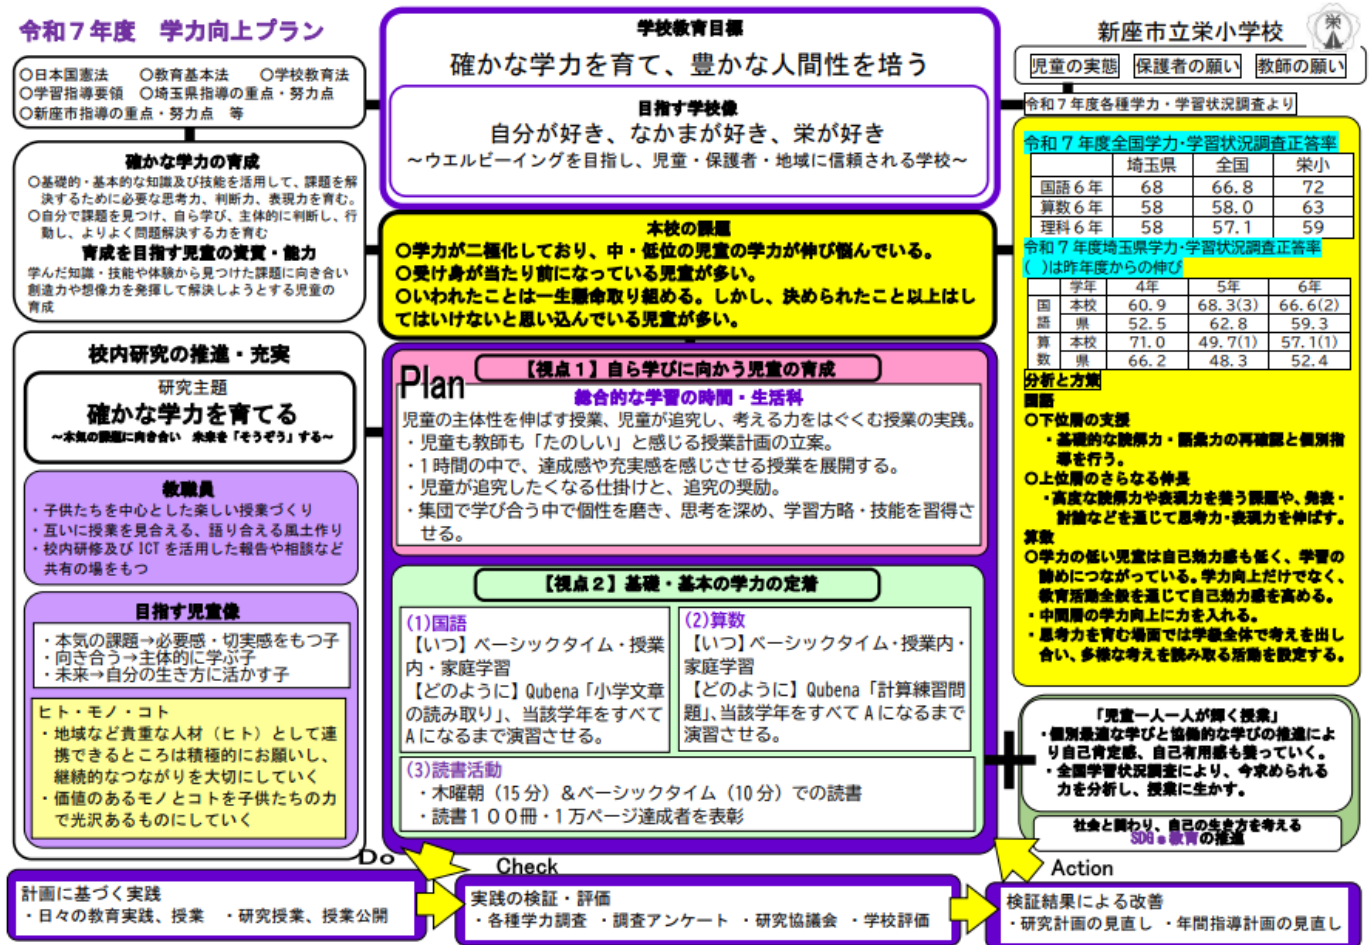 令和７年度　学力向上プラン
○日本国憲法　○教育基本法　○学校教育法
○学習指導要領　○埼玉県指導の重点・努力点
○新座市指導の重点・努力点　等
確かな学力の育成
○基礎的・基本的な知識及び技能を活用して、課題を解
決するために必要な思考力、判断力、表現力を育む。
○自分で課題を見つけ、自ら学び、主体的に判断し、行
動し、よりよく問題解決する力を育む
育成を目指す児童の資質・能力
学んだ知識・技能や体験から見つけた課題に向き合い
創造力や想像力を発揮して解決しようとする児童の
育成
校内研究の推進・充実
研究主題
確かな学力を育てる
～本気の課題に向き合い　未来を「そうぞう」する～
教職員
・子供たちを中心とした楽しい授業づくり
・互いに授業を見合える、語り合える風土作り
・校内研修及び ICT を活用した報告や相談など
共有の場をもつ
目指す児童像
・本気の課題→必要感・切実感をもつ子
・向き合う→主体的に学ぶ子
・未来→自分の生き方に活かす子
ヒト・モノ・コト
・地域など貴重な人材（ヒト）として連
携できるところは積極的にお願いし、
継続的なつながりを大切にしていく
・価値のあるモノとコトを子供たちの力
で光沢あるものにしていく
学校教育目標
確かな学力を育て、豊かな人間性を培う
目指す学校像
自分が好き、なかまが好き、栄が好き
～ウエルビーイングを目指し、児童・保護者・地域に信頼される学校～
本校の課題
○学力が二極化しており、中・低位の児童の学力が伸び悩んでいる。
○受け身が当たり前になっている児童が多い。
○いわれたことは一生懸命取り組める。しかし、決められたこと以上はし
てはいけないと思い込んでいる児童が多い。
Plan
【視点１】自ら学びに向かう児童の育成
総合的な学習の時間・生活科
児童の主体性を伸ばす授業、児童が追究し、考える力をはぐくむ授業の実践。
・児童も教師も「たのしい」と感じる授業計画の立案。
・１時間の中で、達成感や充実感を感じさせる授業を展開する。
・児童が追究したくなる仕掛けと、追究の奨励。
・集団で学び合う中で個性を磨き、思考を深め、学習方略・技能を習得さ
せる。
【視点２】基礎・基本の学力の定着
(1)国語
【いつ】ベーシックタイム・授業
内・家庭学習
【どのように】Qubena「小学文章
の読み取り」、当該学年をすべて
A になるまで演習させる。
(2)算数
【いつ】ベーシックタイム・授業内・
家庭学習
【どのように】Qubena「計算練習問
題」、当該学年をすべて A になるまで
演習させる。
(3)読書活動
・木曜朝（15 分）＆ベーシックタイム（10 分）での読書
・読書１００冊・１万ページ達成者を表彰
新座市立栄小学校
栄
児童の実態　保護者の願い　教師の願い
令和７年度各種学力・学習状況調査より
令和 7 年度全国学力・学習状況調査正答率
埼玉県　全国　栄小
国語６年　68　66.8　72
算数６年　58　58.0　63
理科６年　58　57.1　59
令和 7 年度埼玉県学力・学習状況調査正答率
( )は昨年度からの伸び
学年　4年　5年　6年
国語　本校　60.9　68.3(3)　66.6(2)
県　52.5　62.8　59.3
算数　本校　71.0　49.7(1)　57.1(1)
県　66.2　48.3　52.4
分析と方策
国語
○下位層の支援
・基礎的な読解力・語彙力の再確認と個別指
導を行う。
○上位層のさらなる伸長
・高度な読解力や表現力を養う課題や、発表・
討論などを通じて思考力・表現力を伸ばす。
算数
○学力の低い児童は自己効力感も低く、学習の
諦めにつながっている。学力向上だけでなく、
教育活動全般を通じて自己効力感を高める。
・中間層の学力向上に力を入れる。
・思考力を育む場面では学級全体で考えを出し
合い、多様な考えを読み取る活動を設定する。
「児童一人一人が輝く授業」
・個別最適な学びと協働的な学びの推進によ
り自己肯定感、自己有用感も養っていく。
・全国学習状況調査により、今求められる
力を分析し、授業に生かす。
社会と関わり、自己の生き方を考える
SDGｓ教育の推進
Do
計画に基づく実践
・日々の教育実践、授業　・研究授業、授業公開
Check
実践の検証・評価
・各種学力調査　・調査アンケート　・研究協議会　・学校評価
Action
検証結果による改善
・研究計画の見直し　・年間指導計画の見直し